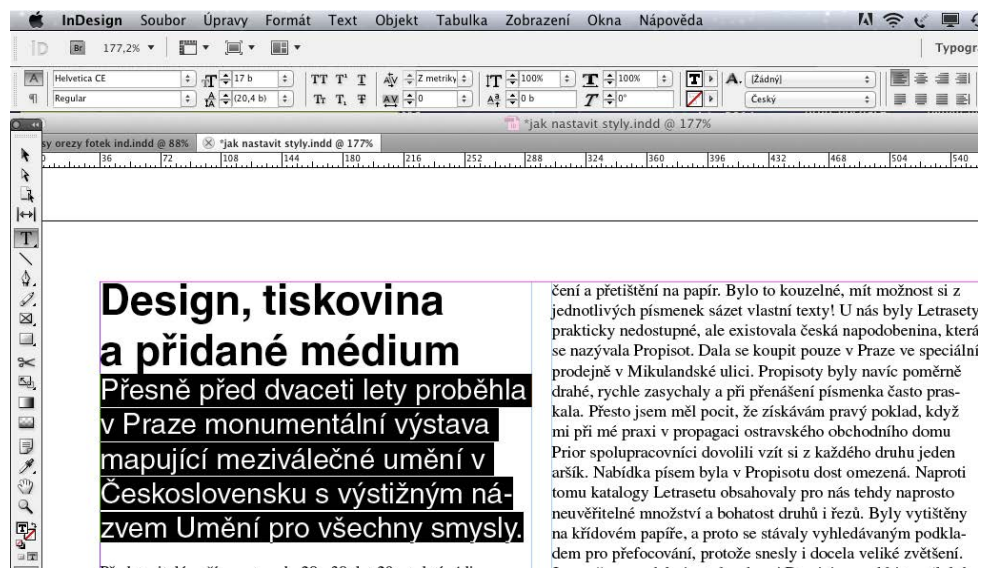 InDesign Soubor Úpravy Formát Text Objekt Tabulka Zobrazení Okna Nápověda
Br 177,2%
Typogr
A Helvetica CE 17 b TT T¹ T Z metriky 100% 100% T A. [Žádný]
Regular (20,4 b) Tr T, T 0 0 b 0° Český
*jak nastavit styly.indd @ 177%
sy orezy fotek ind.indd @ 88% *jak nastavit styly.indd @ 177%
36 72 108 144 180 216 252 288 324 360 396 432 468 504 540
Design, tiskovina
a přidané médium
Přesně před dvaceti lety proběhla
v Praze monumentální výstava
mapující meziválečné umění v
Československu s výstižným ná-
zvem Umění pro všechny smysly.
čení a přetištění na papír. Bylo to kouzelné, mít možnost si z
jednotlivých písmenek sázet vlastní texty! U nás byly Letrasety
prakticky nedostupné, ale existovala česká napodobenina, která
se nazývala Propisot. Dala se koupit pouze v Praze ve speciální
prodejně v Mikulandské ulici. Propisoty byly navíc poměrně
drahé, rychle zasychaly a při přenášení písmenka často pras-
kala. Přesto jsem měl pocit, že získávám pravý poklad, když
mi při mé praxi v propagaci ostravského obchodního domu
Prior spolupracovníci dovolili vzít si z každého druhu jeden
aršík. Nabídka písem byla v Propisotu dost omezená. Naproti
tomu katalogy Letrasetu obsahovaly pro nás tehdy naprosto
neuvěřitelné množství a bohatost druhů i řezů. Byly vytištěny
na křídovém papíře, a proto se stávaly vyhledávaným podkla-
dem pro přefocování, protože snesly i docela veliké zvětšení.